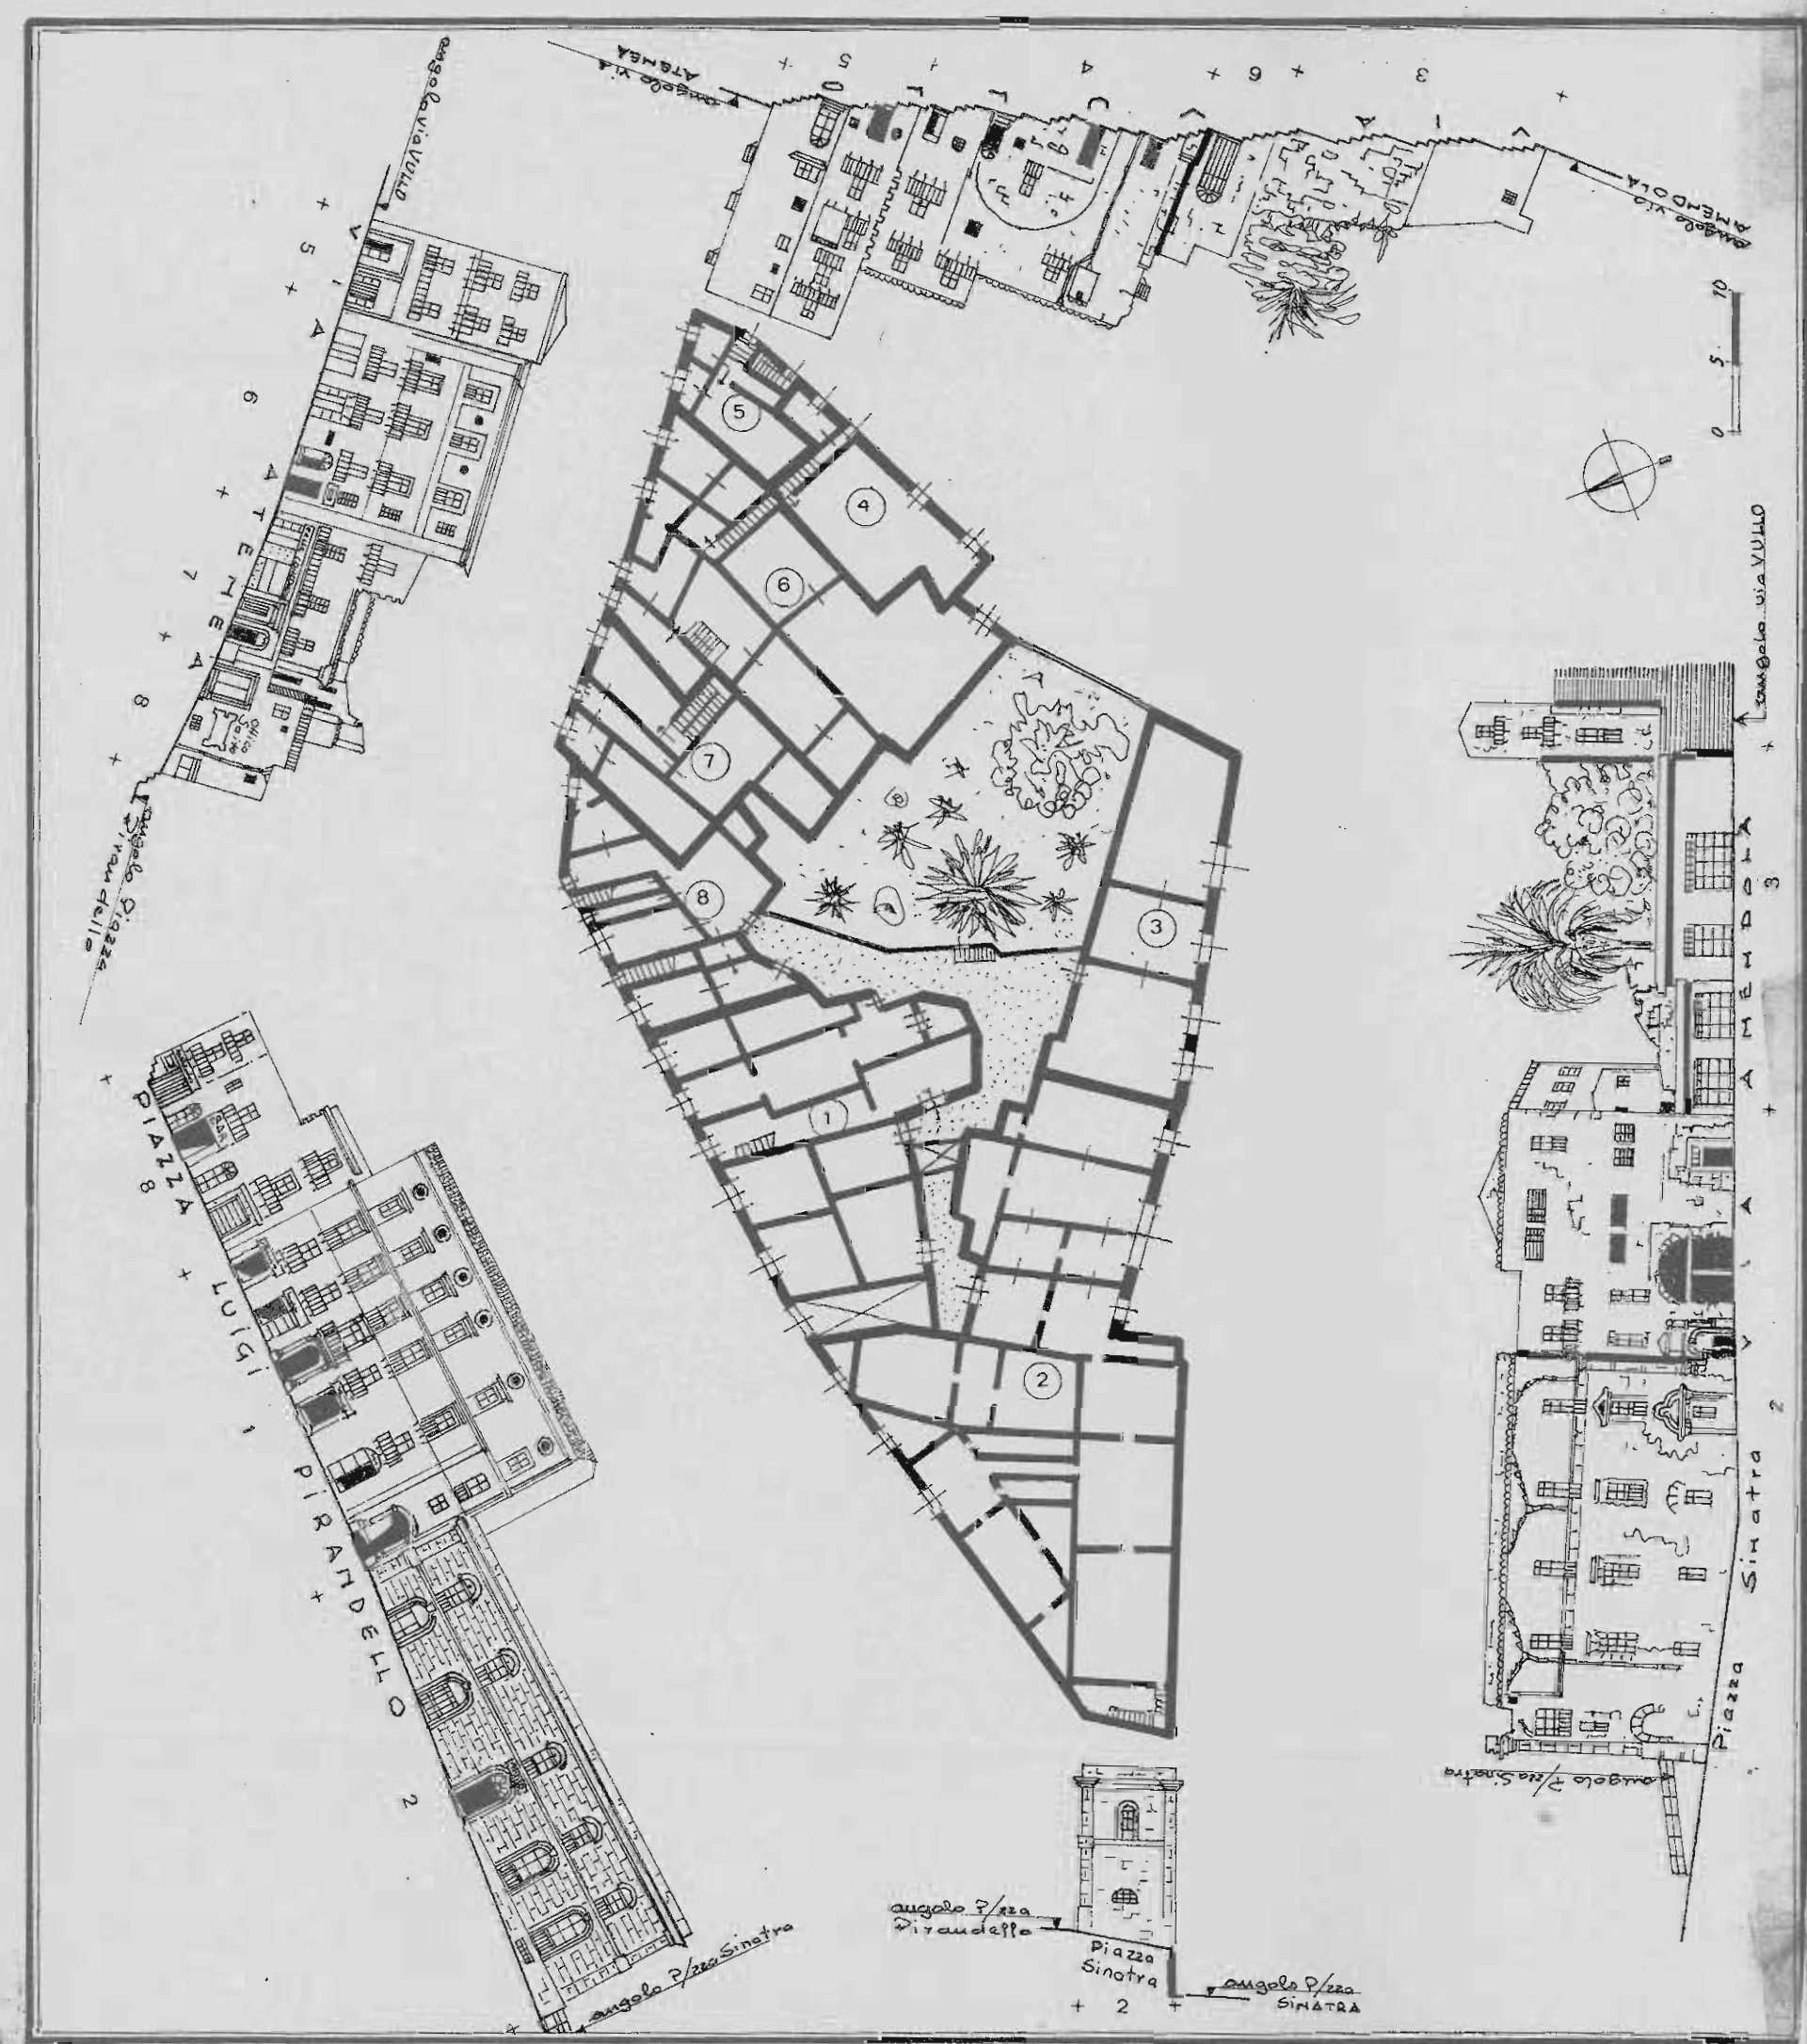 angolo via
ATENEA
5
4
6
3
VULLO
angolo via
AMENDOLA
angolo via VULLO
5
6
7
8
VIA ATENEA
angolo Piazza
Pirandello
10
5
0
5
4
6
7
8
3
1
2
angolo via VULLO
VIA AMENDOLA
3
2
Piazza Sinatra
angolo P/zza Sinatra
BAR
PIAZZA LUIGI PIRANDELLO
8
1
2
angolo P/zza Sinatra
angolo P/zza
Pirandello
Piazza
Sinatra
2
angolo P/zza
SINATRA